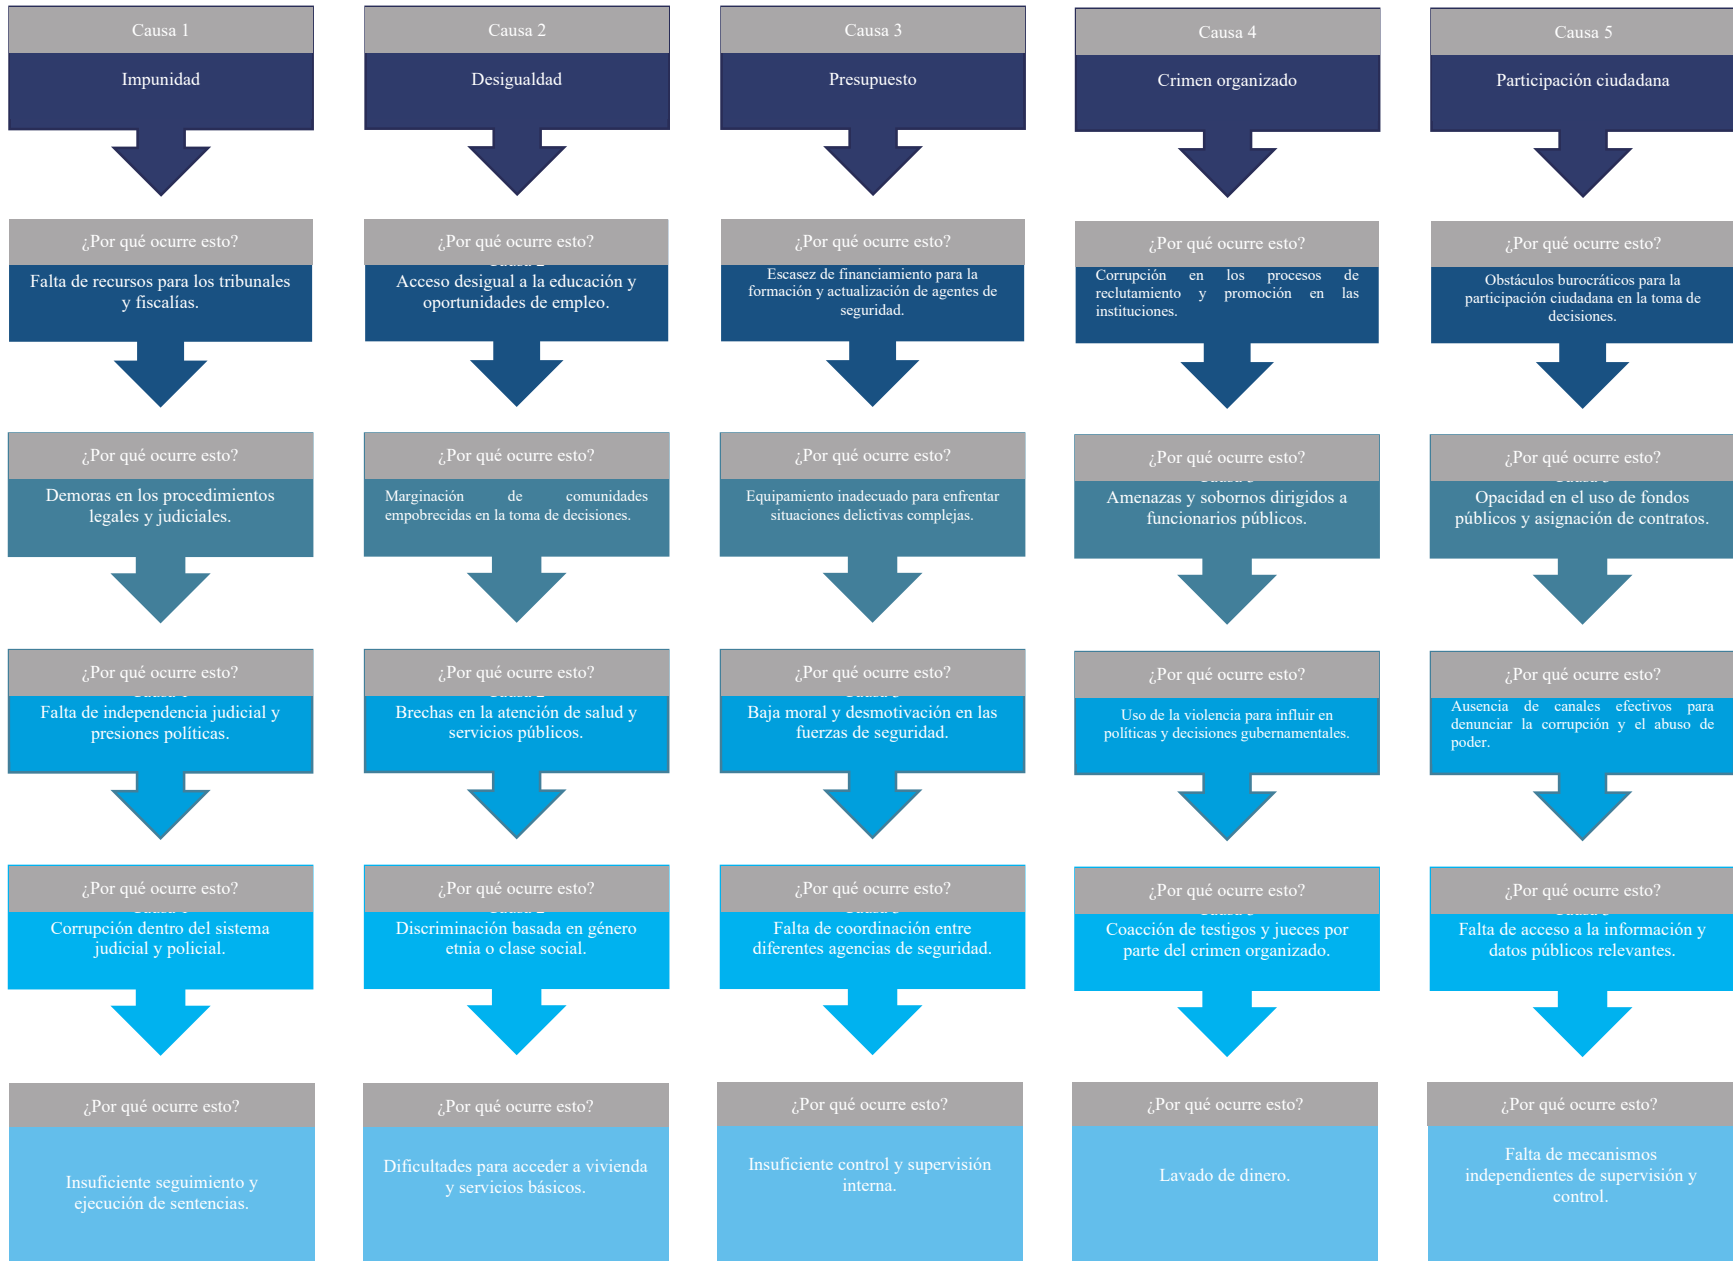 Causa 1
Impunidad
¿Por qué ocurre esto?
Falta de recursos para los tribunales
y fiscalías.
¿Por qué ocurre esto?
Demoras en los procedimientos
legales y judiciales.
¿Por qué ocurre esto?
Falta de independencia judicial y
presiones políticas.
¿Por qué ocurre esto?
Corrupción dentro del sistema
judicial y policial.
¿Por qué ocurre esto?
Insuficiente seguimiento y
ejecución de sentencias.
Causa 2
Desigualdad
¿Por qué ocurre esto?
Acceso desigual a la educación y
oportunidades de empleo.
¿Por qué ocurre esto?
Marginación de comunidades
empobrecidas en la toma de decisiones.
¿Por qué ocurre esto?
Brechas en la atención de salud y
servicios públicos.
¿Por qué ocurre esto?
Discriminación basada en género
etnia o clase social.
¿Por qué ocurre esto?
Dificultades para acceder a vivienda
y servicios básicos.
Causa 3
Presupuesto
¿Por qué ocurre esto?
Escasez de financiamiento para la
formación y actualización de agentes de
seguridad.
¿Por qué ocurre esto?
Equipamiento inadecuado para enfrentar
situaciones delictivas complejas.
¿Por qué ocurre esto?
Baja moral y desmotivación en las
fuerzas de seguridad.
¿Por qué ocurre esto?
Falta de coordinación entre
diferentes agencias de seguridad.
¿Por qué ocurre esto?
Insuficiente control y supervisión
interna.
Causa 4
Crimen organizado
¿Por qué ocurre esto?
Corrupción en los procesos de
reclutamiento y promoción en las
instituciones.
¿Por qué ocurre esto?
Amenazas y sobornos dirigidos a
funcionarios públicos.
¿Por qué ocurre esto?
Uso de la violencia para influir en
políticas y decisiones gubernamentales.
¿Por qué ocurre esto?
Coacción de testigos y jueces por
parte del crimen organizado.
¿Por qué ocurre esto?
Lavado de dinero.
Causa 5
Participación ciudadana
¿Por qué ocurre esto?
Obstáculos burocráticos para la
participación ciudadana en la toma de
decisiones.
¿Por qué ocurre esto?
Opacidad en el uso de fondos
públicos y asignación de contratos.
¿Por qué ocurre esto?
Ausencia de canales efectivos para
denunciar la corrupción y el abuso de
poder.
¿Por qué ocurre esto?
Falta de acceso a la información y
datos públicos relevantes.
¿Por qué ocurre esto?
Falta de mecanismos
independientes de supervisión y
control.